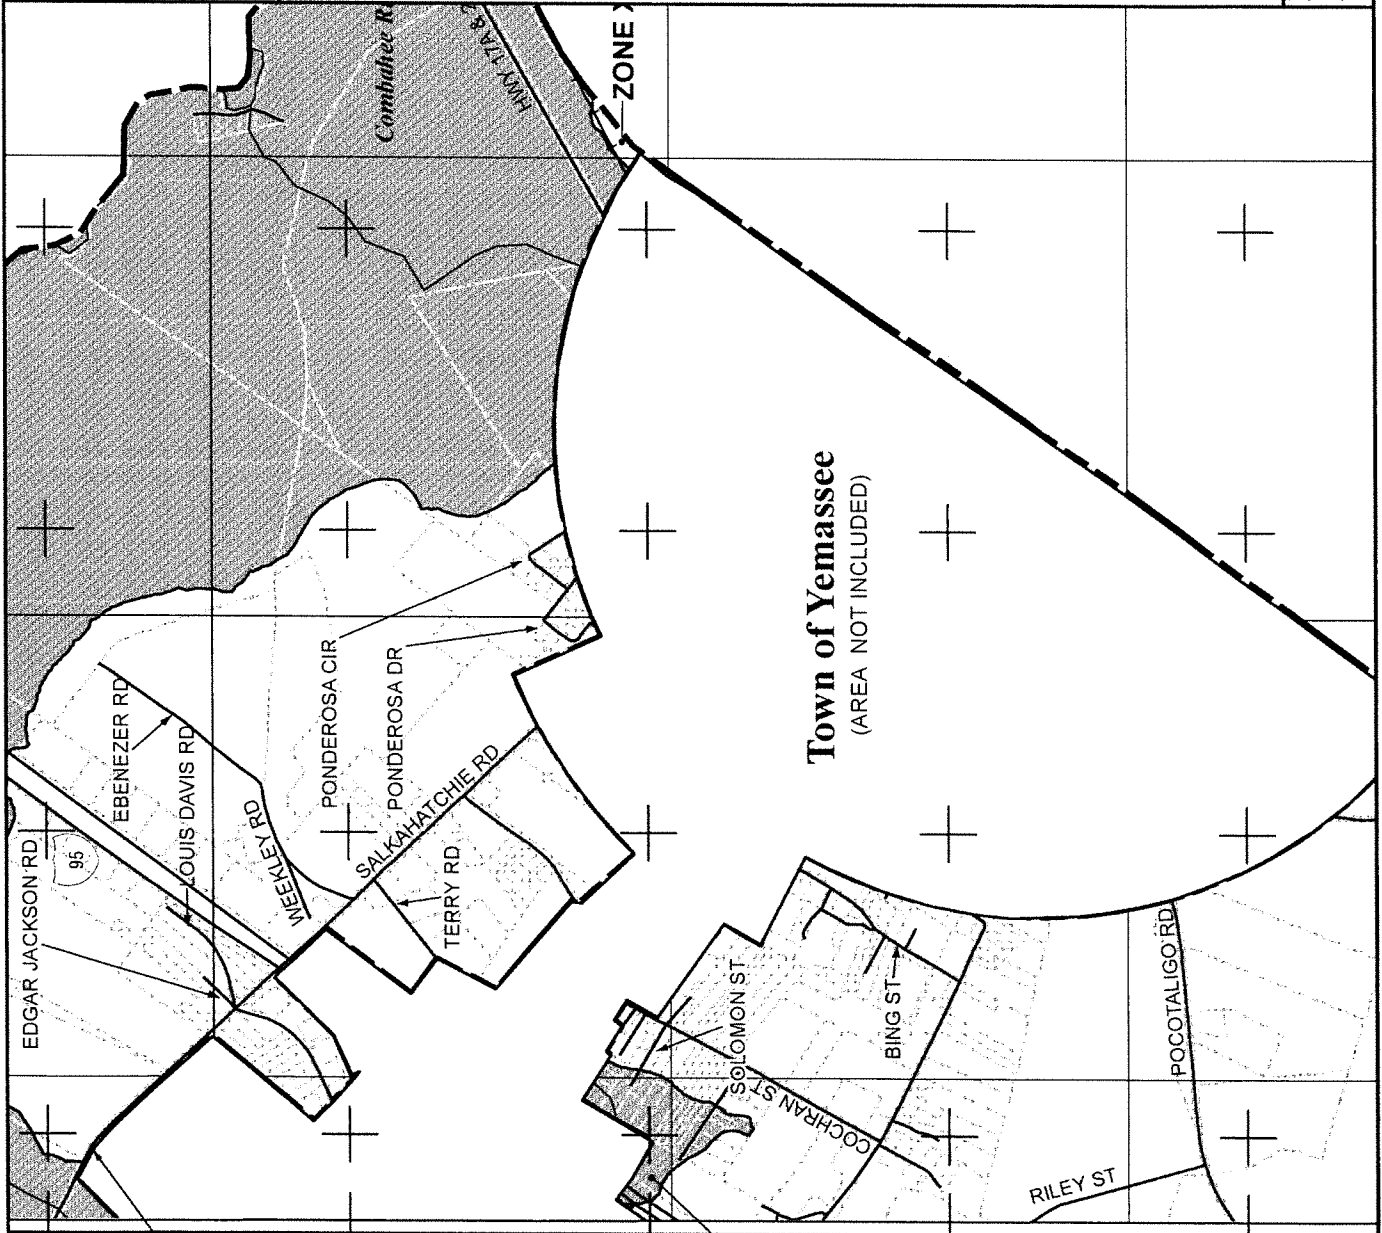 Combahee
HWY 17A &
ZONE X
EDGAR JACKSON RD
95
EBENEZER RD
LOUIS DAVIS RD
WEEKLEY RD
PONDEROSA CIR
PONDEROSA DR
SALKAHATCHIE RD
TERRY RD
Town of Yemassee
(AREA NOT INCLUDED)
SOLOMON ST
COCHRAN ST
BING ST
POCOTALIGO RD
RILEY ST